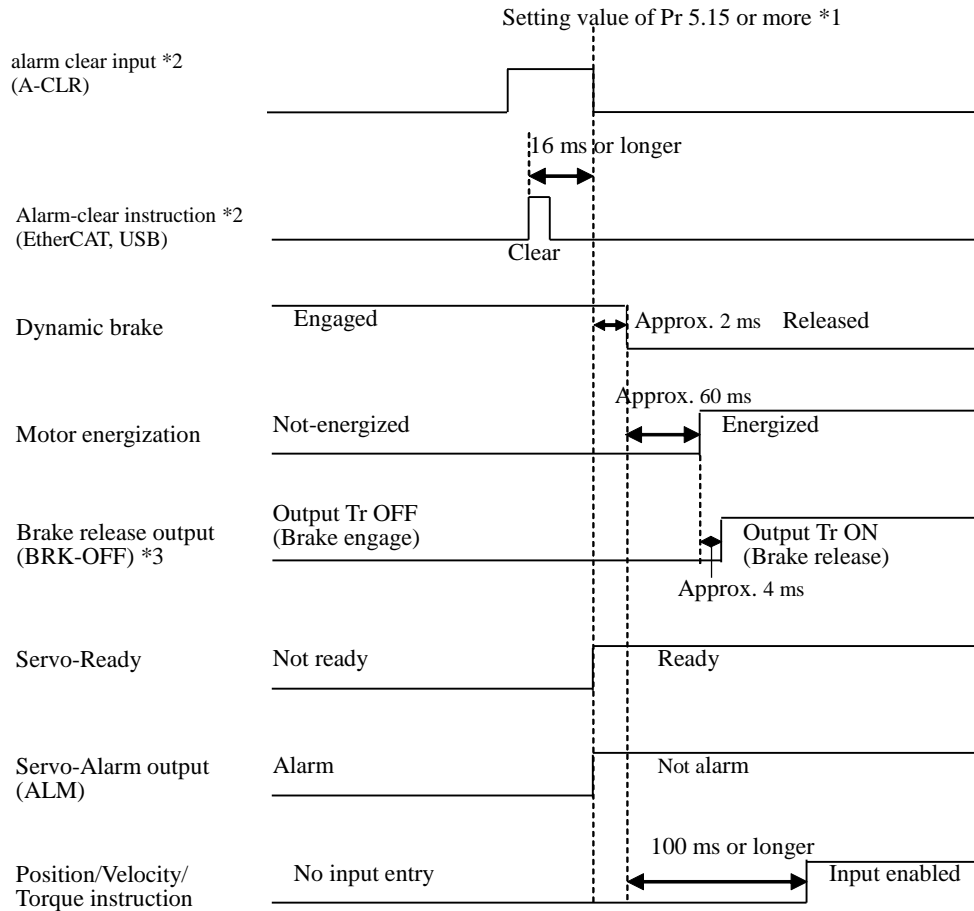 Setting value of Pr 5.15 or more *1
alarm clear input *2
(A-CLR)
16 ms or longer
Alarm-clear instruction *2
(EtherCAT, USB)
Clear
Dynamic brake
Engaged
Approx. 2 ms
Released
Approx. 60 ms
Motor energization
Not-energized
Energized
Brake release output
(BRK-OFF) *3
Output Tr OFF
(Brake engage)
Output Tr ON
(Brake release)
Approx. 4 ms
Servo-Ready
Not ready
Ready
Servo-Alarm output
(ALM)
Alarm
Not alarm
100 ms or longer
Position/Velocity/
Torque instruction
No input entry
Input enabled